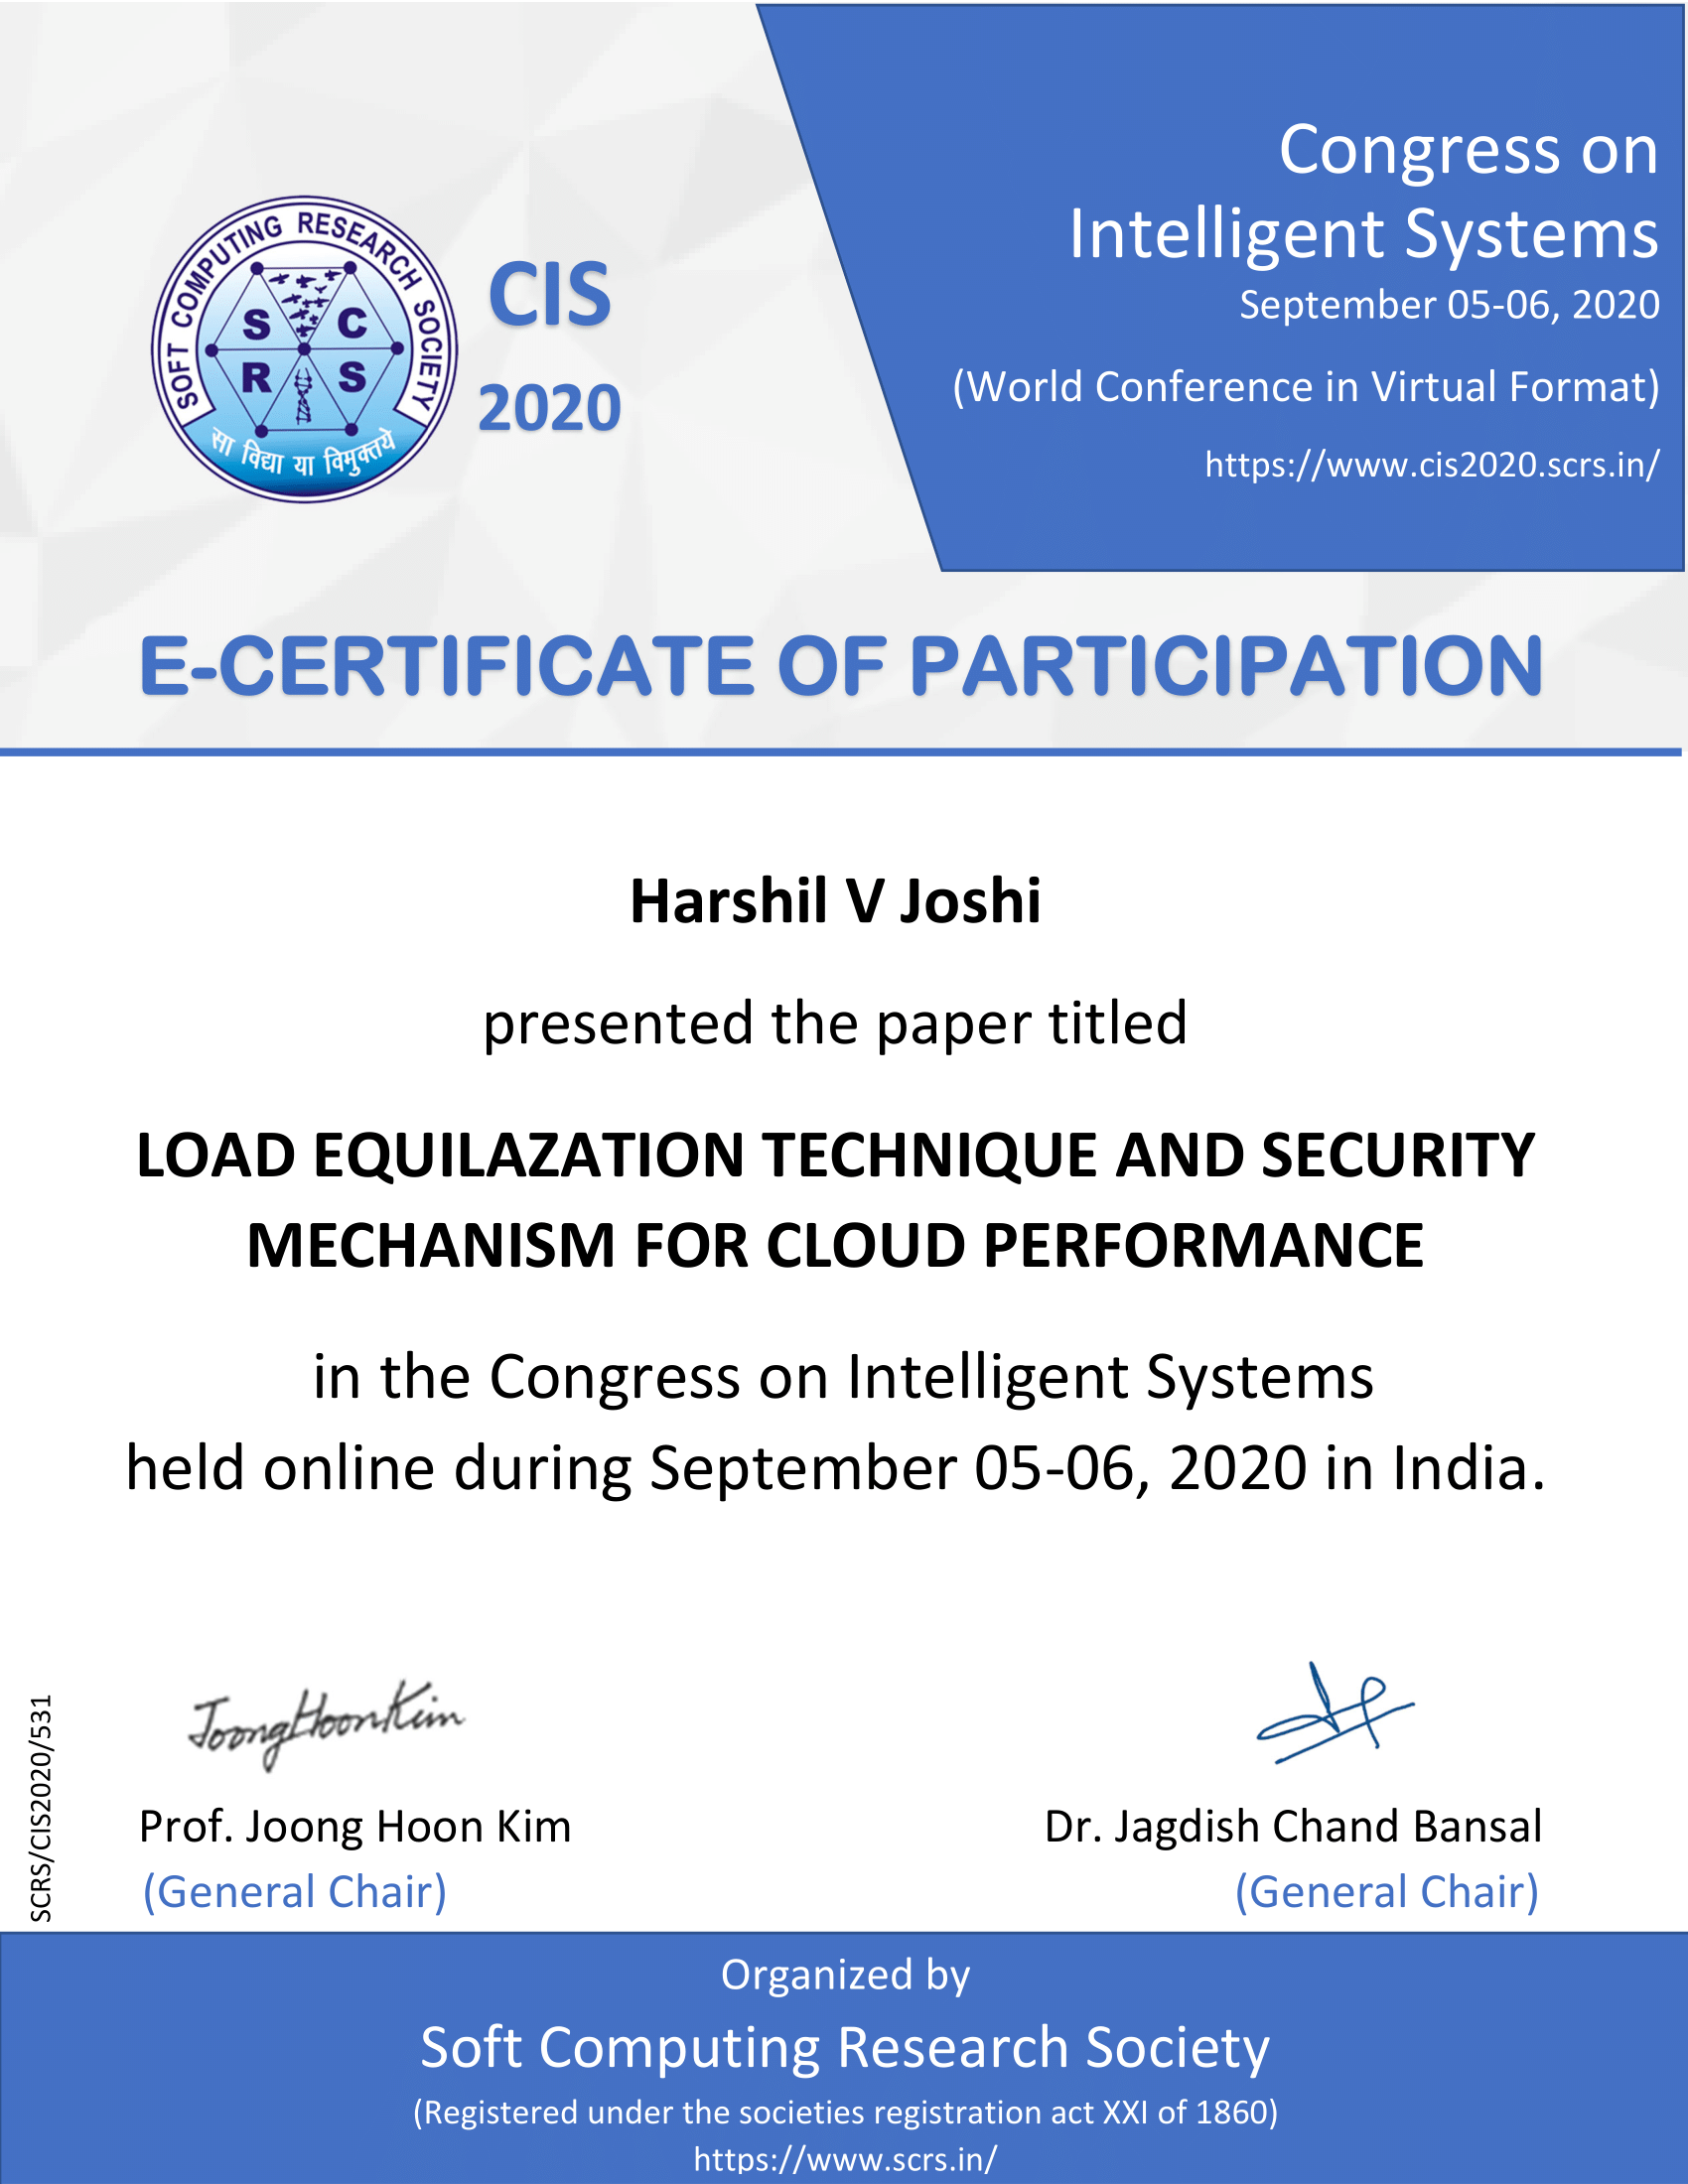 SOFT COMPUTING RESEARCH SOCIETY
S C
R S
सा विद्या या विमुक्तये
CIS
2020
Congress on
Intelligent Systems
September 05-06, 2020
(World Conference in Virtual Format)
https://www.cis2020.scrs.in/
E-CERTIFICATE OF PARTICIPATION
Harshil V Joshi
presented the paper titled
LOAD EQUILAZATION TECHNIQUE AND SECURITY
MECHANISM FOR CLOUD PERFORMANCE
in the Congress on Intelligent Systems
held online during September 05-06, 2020 in India.
SCRS/CIS2020/531
JoongHoonKim
Prof. Joong Hoon Kim
(General Chair)
Dr. Jagdish Chand Bansal
(General Chair)
Organized by
Soft Computing Research Society
(Registered under the societies registration act XXI of 1860)
https://www.scrs.in/